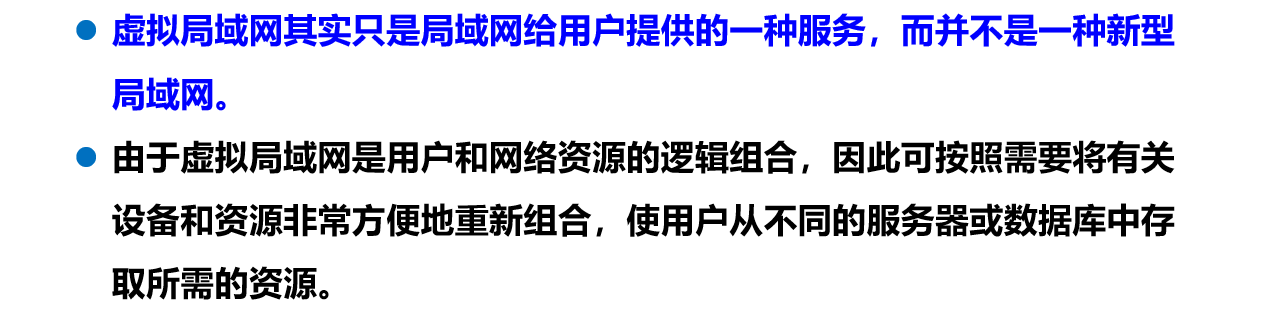 ● 虚拟局域网其实只是局域网给用户提供的一种服务，而并不是一种新型
局域网。
● 由于虚拟局域网是用户和网络资源的逻辑组合，因此可按照需要将有关
设备和资源非常方便地重新组合，使用户从不同的服务器或数据库中存
取所需的资源。